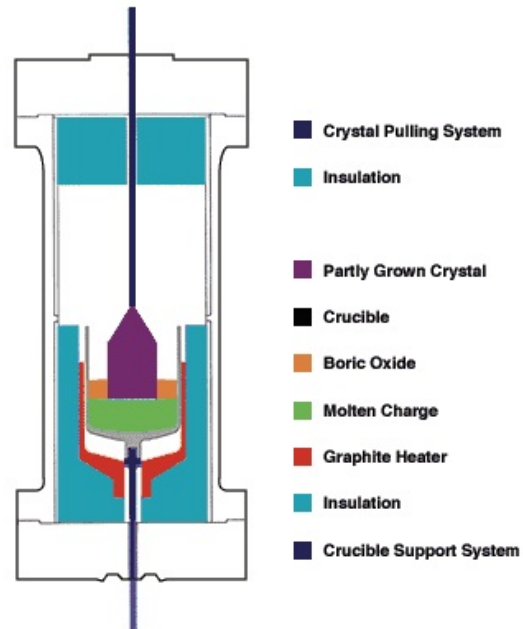 Crystal Pulling System
Insulation
Partly Grown Crystal
Crucible
Boric Oxide
Molten Charge
Graphite Heater
Insulation
Crucible Support System